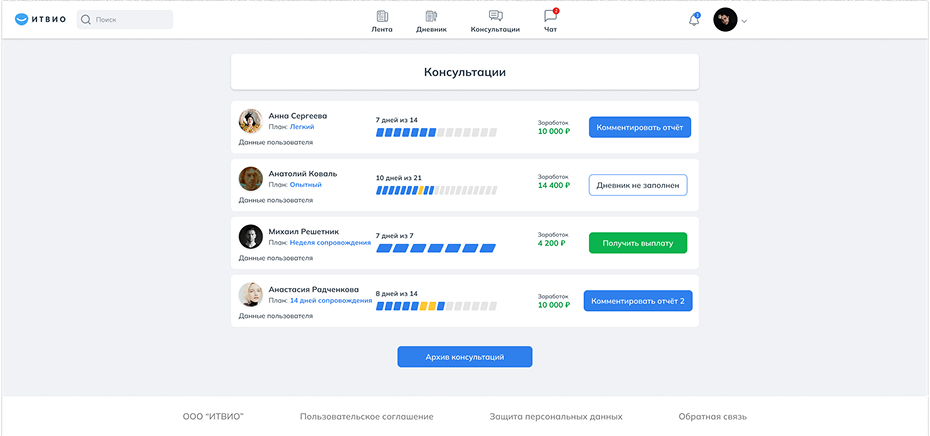 ИТВИО
Поиск
Лента
Дневник
Консультации
Чат
2
1
Консультации
Анна Сергеева
План: Легкий
Данные пользователя
7 дней из 14
Заработок
10 000 ₽
Комментировать отчёт
Анатолий Коваль
План: Опытный
Данные пользователя
10 дней из 21
Заработок
14 400 ₽
Дневник не заполнен
Михаил Решетник
План: Неделя сопровождения
Данные пользователя
7 дней из 7
Заработок
4 200 ₽
Получить выплату
Анастасия Радченкова
План: 14 дней сопровождения
Данные пользователя
8 дней из 14
Заработок
10 000 ₽
Комментировать отчёт 2
Архив консультаций
ООО “ИТВИО”
Пользовательское соглашение
Защита персональных данных
Обратная связь